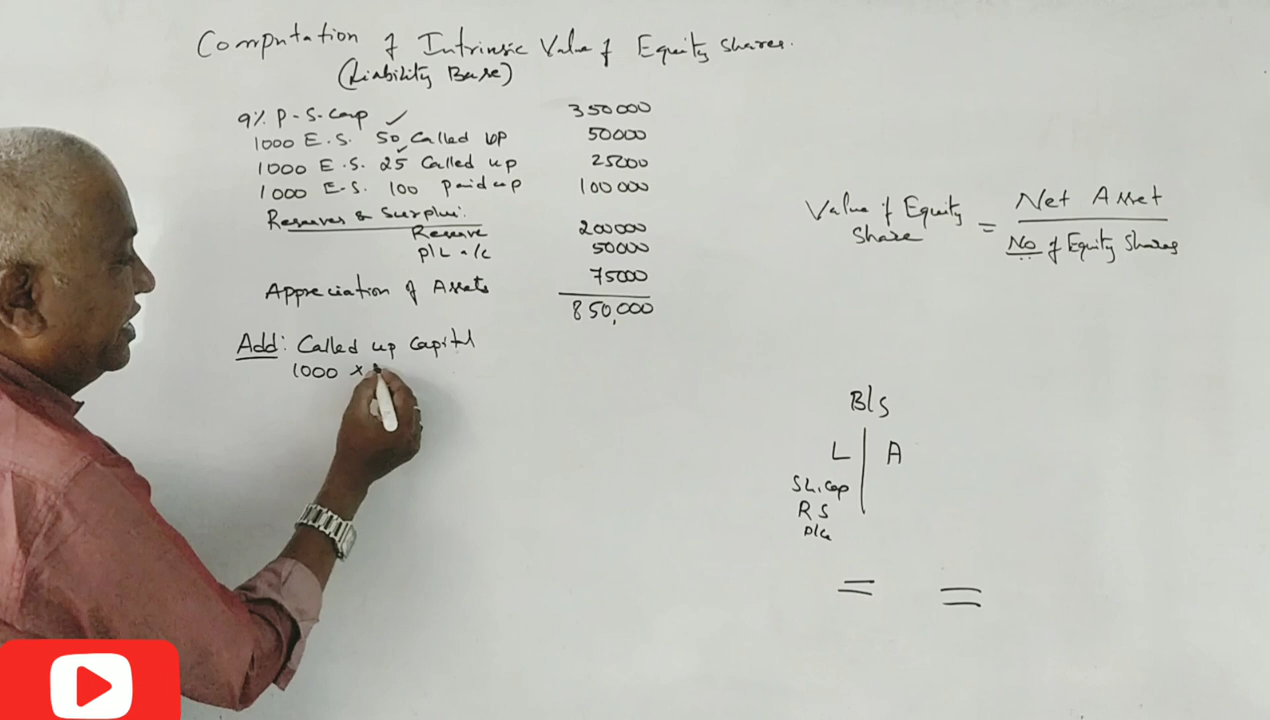 Computation of Intrinsic Value of Equity Shares.
(Liability Base)
9% P-S-Cap ✓ 350000
1000 E.S. 50 Called up 50000
1000 E.S. 25 Called up 25000
1000 E-S. 100 paid up 100000
Reserves & Surplus:
Reserve 200000
P/L a/c 50000
Appreciation of Assets 75000
850,000
Add: Called up Capital
1000 ×
Value of Equity Share = Net Asset
No of Equity Shares
B/S
L A
Sh.Cap
R S
=
=